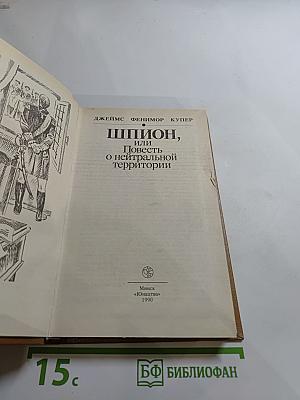 ДЖЕЙМС ФЕНИМОР КУПЕР
ШПИОН,
или
Повесть
о нейтральной
территории
Минск
«Юнацтва»
1990
15с
БФ БИБЛИОФАН